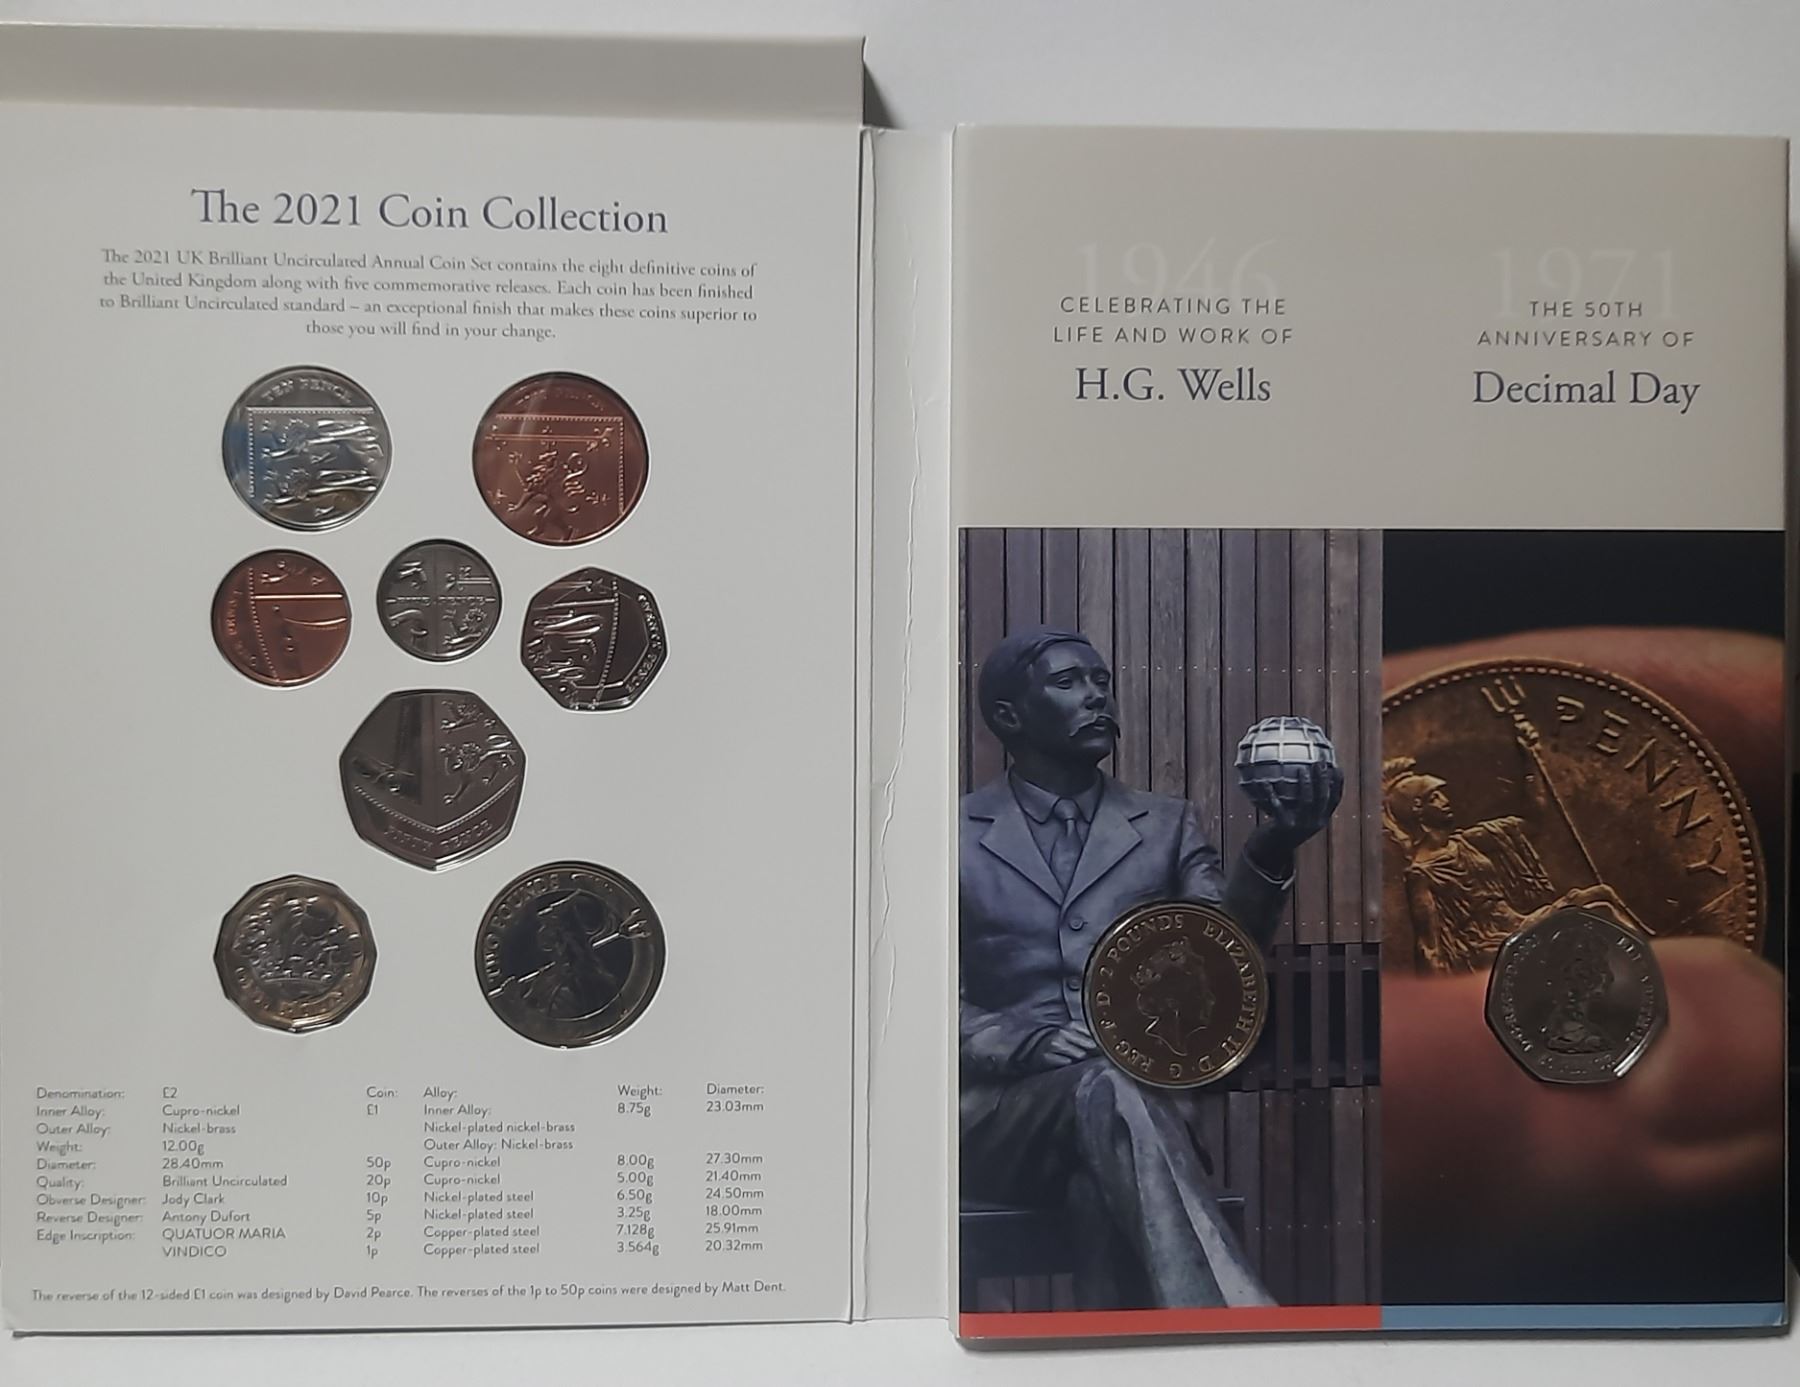 The 2021 Coin Collection
The 2021 UK Brilliant Uncirculated Annual Coin Set contains the eight definitive coins of
the United Kingdom along with five commemorative releases. Each coin has been finished
to Brilliant Uncirculated standard – an exceptional finish that makes these coins superior to
those you will find in your change.
TEN PENCE
FIVE PENCE
TWENTY PENCE
FIFTY PENCE
TWO POUNDS
Denomination: £2
Inner Alloy: Cupro-nickel
Outer Alloy: Nickel-brass
Weight: 12.00g
Diameter: 28.40mm
Quality: Brilliant Uncirculated
Obverse Designer: Jody Clark
Reverse Designer: Antony Dufort
Edge Inscription: QUATUOR MARIA
VINDICO
Coin: Alloy: Weight: Diameter:
£1 Inner Alloy: 8.75g 23.03mm
Nickel-plated nickel-brass
Outer Alloy: Nickel-brass
50p Cupro-nickel 8.00g 27.30mm
20p Cupro-nickel 5.00g 21.40mm
10p Nickel-plated steel 6.50g 24.50mm
5p Nickel-plated steel 3.25g 18.00mm
2p Copper-plated steel 7.128g 25.91mm
1p Copper-plated steel 3.564g 20.32mm
The reverse of the 12-sided £1 coin was designed by David Pearce. The reverses of the 1p to 50p coins were designed by Matt Dent.
1946
CELEBRATING THE
LIFE AND WORK OF
H.G. Wells
1971
THE 50TH
ANNIVERSARY OF
Decimal Day
PENNY
ELIZABETH II D·G REG·F·D·2 POUNDS